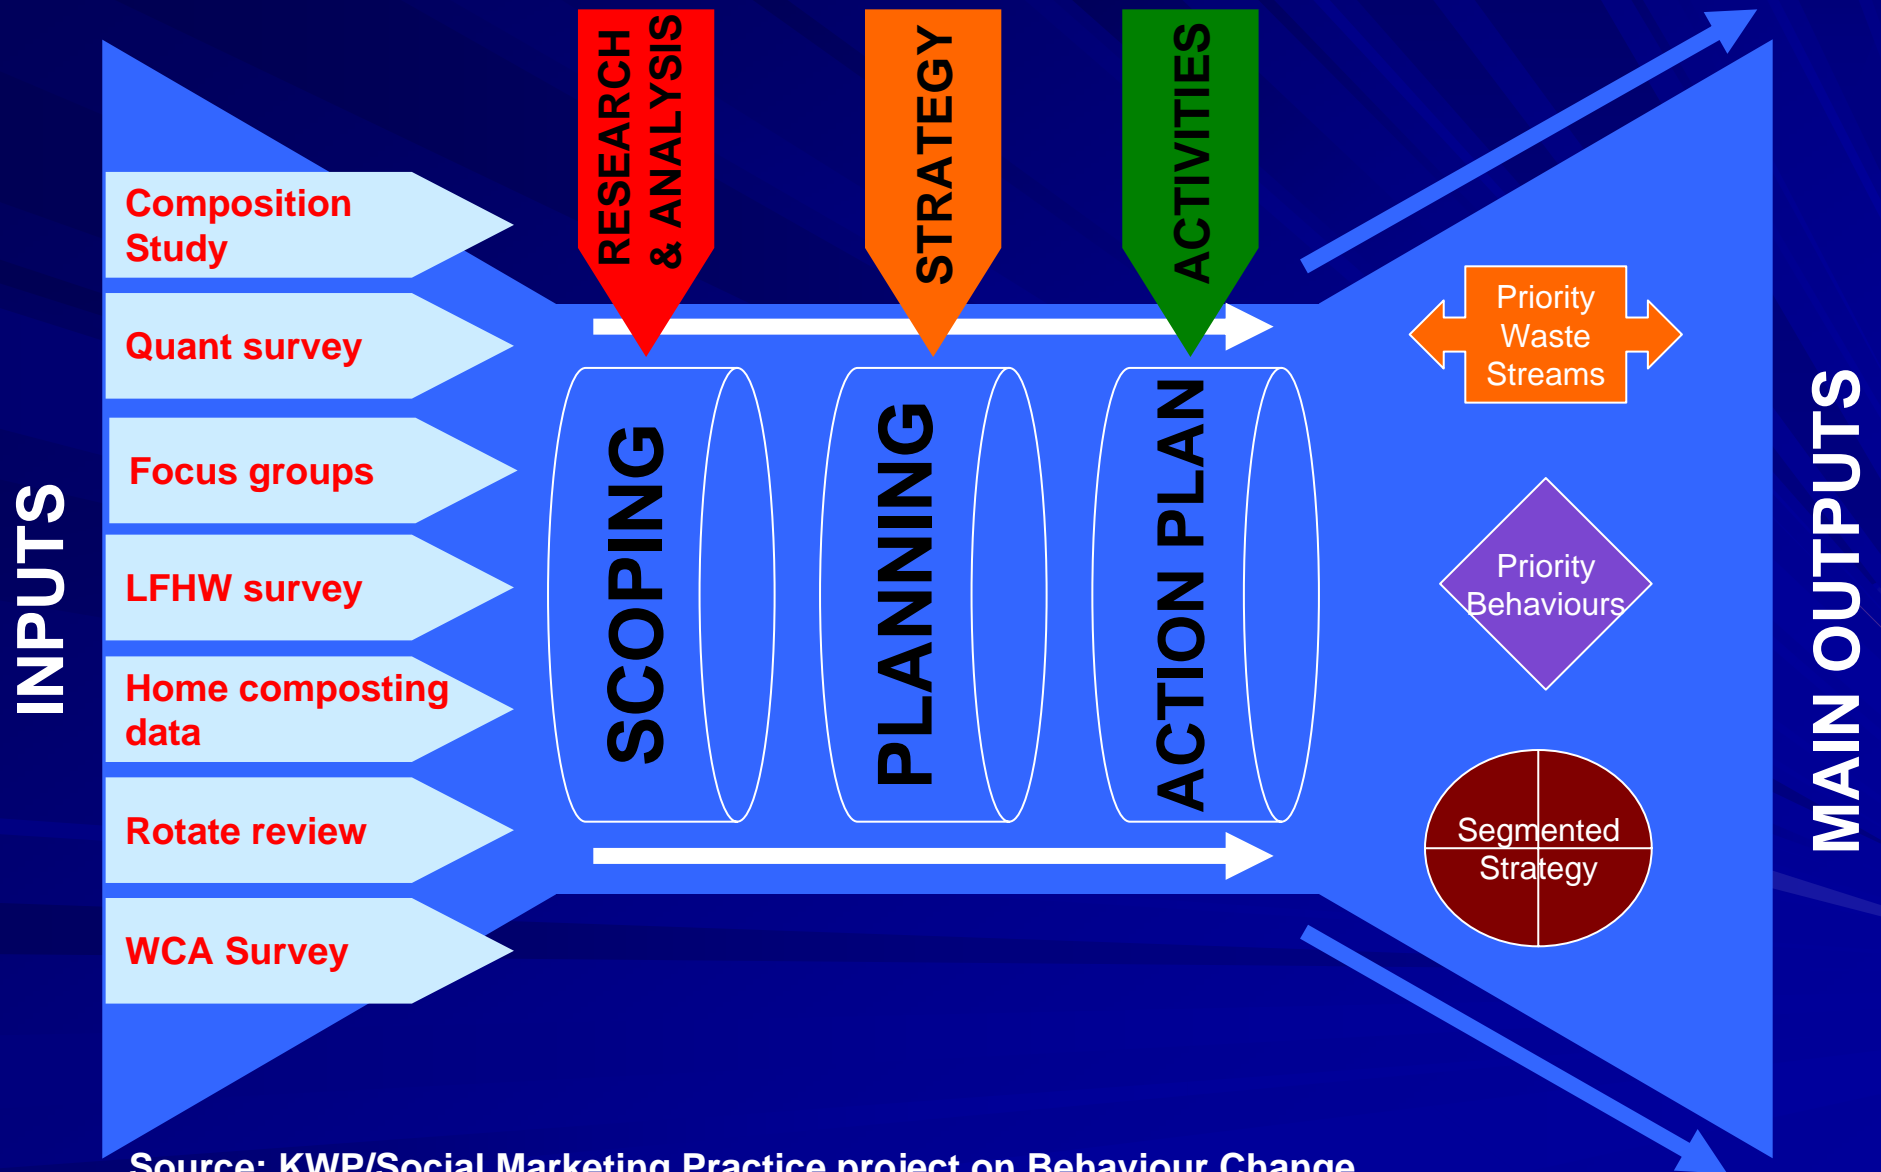 INPUTS
Composition
Study
Quant survey
Focus groups
LFHW survey
Home composting
data
Rotate review
WCA Survey
RESEARCH
& ANALYSIS
STRATEGY
ACTIVITIES
SCOPING
PLANNING
ACTION PLAN
Priority
Waste
Streams
Priority
Behaviours
Segmented
Strategy
MAIN OUTPUTS
Source: KWP/Social Marketing Practice project on Behaviour Change